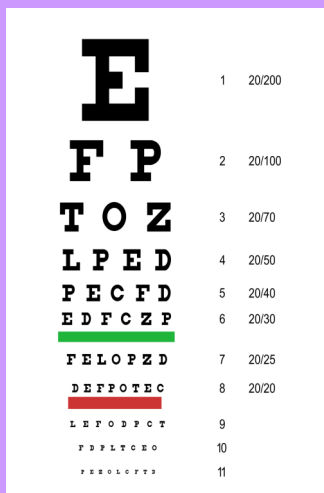 E 1 20/200
F P 2 20/100
T O Z 3 20/70
L P E D 4 20/50
P E C F D 5 20/40
E D F C Z P 6 20/30
F E L O P Z D 7 20/25
D E F P O T E C 8 20/20
L E F O D P C T 9
F D P L T C E O 10
P E Z O L C F T D 11